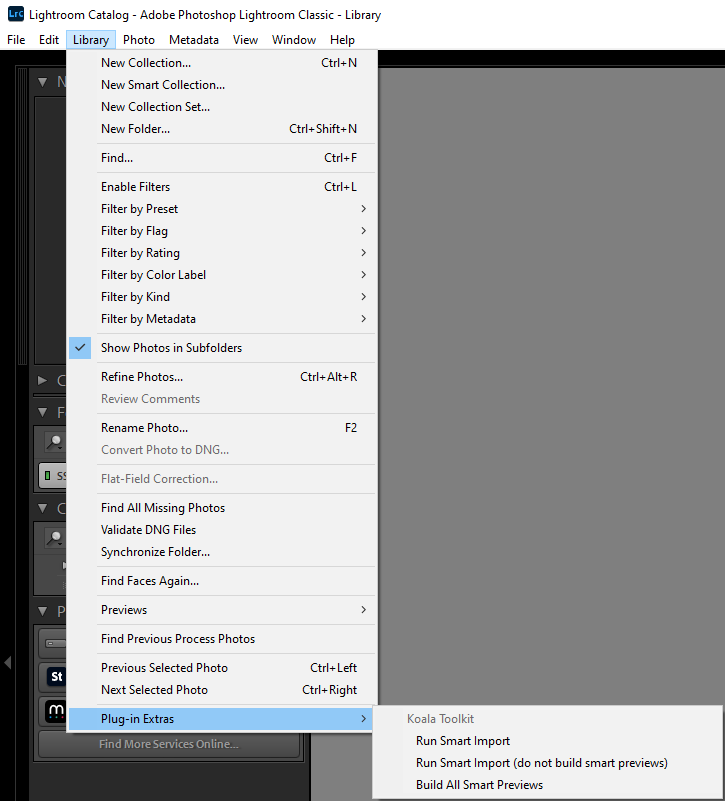 LrC Lightroom Catalog - Adobe Photoshop Lightroom Classic - Library
File Edit Library Photo Metadata View Window Help
New Collection... Ctrl+N
New Smart Collection...
New Collection Set...
New Folder... Ctrl+Shift+N
Find... Ctrl+F
Enable Filters Ctrl+L
Filter by Preset
Filter by Flag
Filter by Rating
Filter by Color Label
Filter by Kind
Filter by Metadata
Show Photos in Subfolders
Refine Photos... Ctrl+Alt+R
Review Comments
Rename Photo... F2
Convert Photo to DNG...
Flat-Field Correction...
Find All Missing Photos
Validate DNG Files
Synchronize Folder...
Find Faces Again...
Previews
Find Previous Process Photos
Previous Selected Photo Ctrl+Left
St
Next Selected Photo Ctrl+Right
m
Plug-in Extras
Koala Toolkit
Run Smart Import
Find More Services Online...
Run Smart Import (do not build smart previews)
Build All Smart Previews